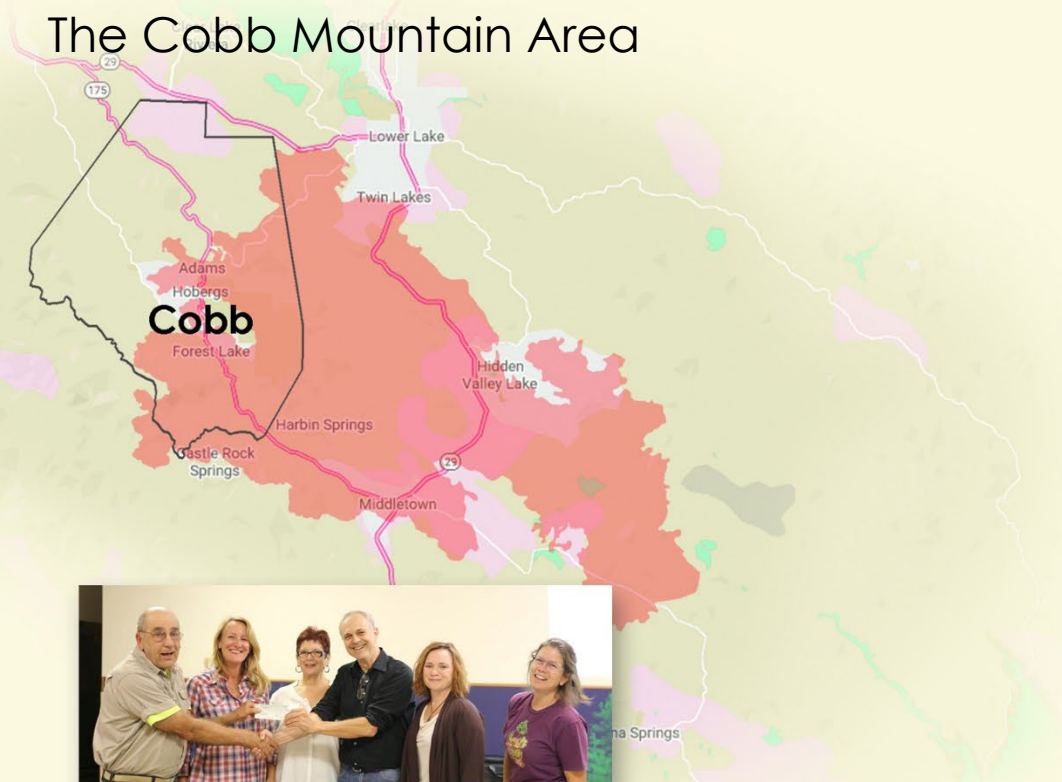 The Cobb Mountain Area
29
175
Lower Lake
Twin Lakes
Adams
Hobergs
Cobb
Forest Lake
Hidden
Valley Lake
Harbin Springs
astle Rock
Springs
29
Middletown
na Springs